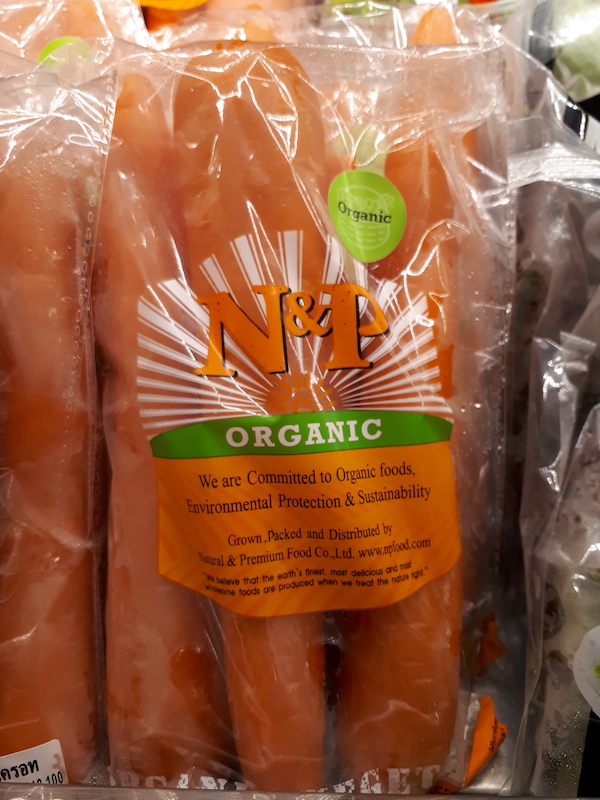 Organic
N&P
ORGANIC
We are Committed to Organic foods,
Environmental Protection & Sustainability
Grown ,Packed and Distributed by
Natural & Premium Food Co.,Ltd. www.npfood.com
"We believe that the earth's finest, most delicious and most
wholesome foods are produced when we treat the nature right."
ครอท
100